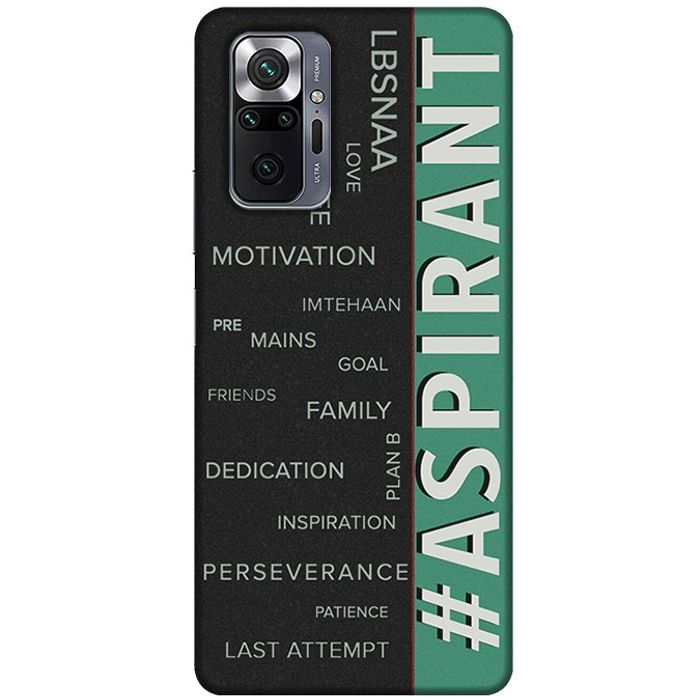 LBSNAA
PREMIUM
LOVE
ULTRA
MOTIVATION
IMTEHAAN
PRE
MAINS
GOAL
FRIENDS
FAMILY
PLAN B
DEDICATION
INSPIRATION
PERSEVERANCE
PATIENCE
LAST ATTEMPT
#ASPIRANT